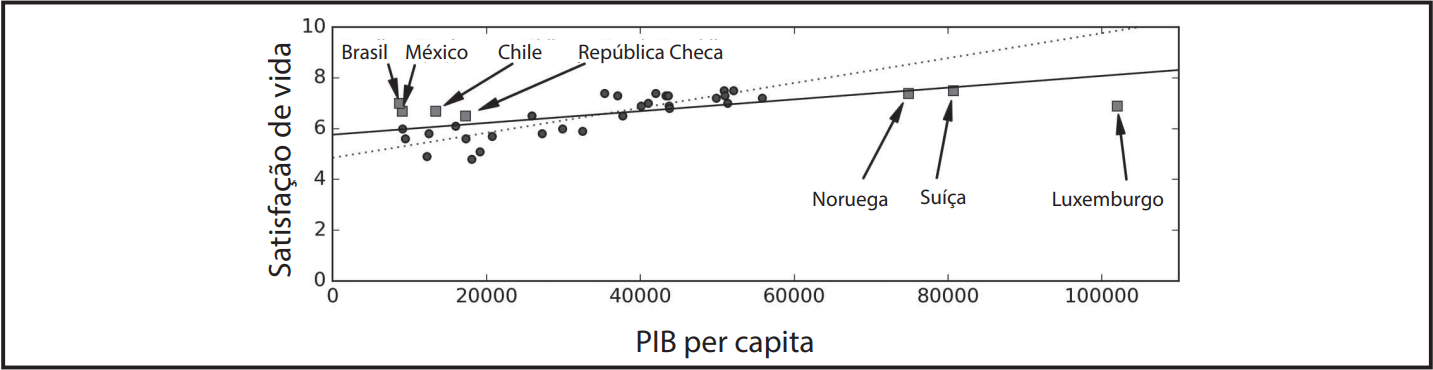 Satisfação de vida
10
8
6
4
2
0
Brasil México Chile República Checa
Noruega Suíça Luxemburgo
0 20000 40000 60000 80000 100000
PIB per capita